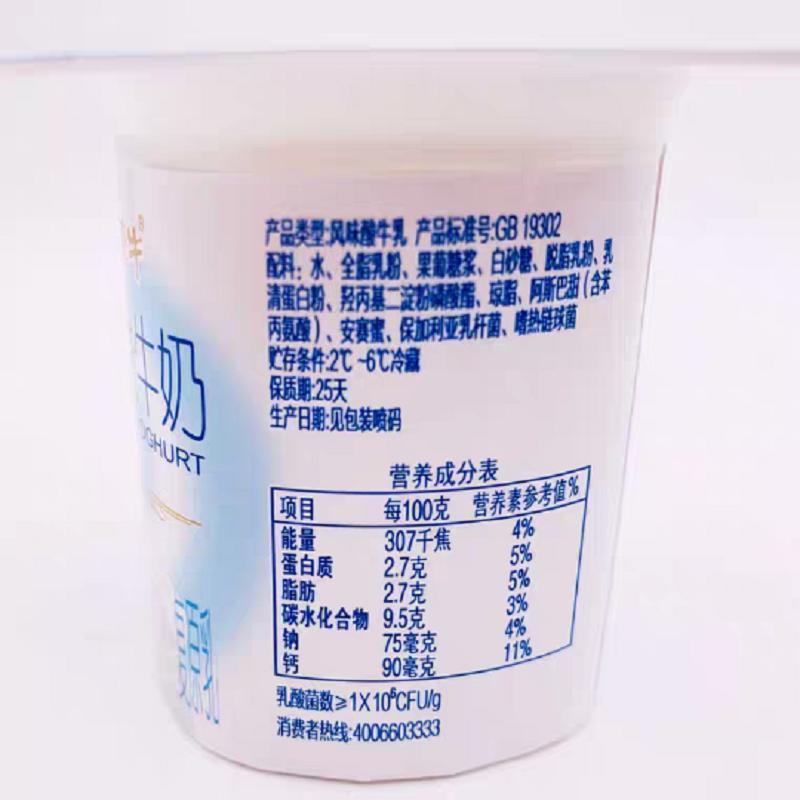 牛®
牛奶
OGHURT
产品类型:风味酸牛乳 产品标准号:GB 19302
配料：水、全脂乳粉、果葡糖浆、白砂糖、脱脂乳粉、乳
清蛋白粉、羟丙基二淀粉磷酸酯、琼脂、阿斯巴甜（含苯
丙氨酸）、安赛蜜、保加利亚乳杆菌、嗜热链球菌
贮存条件:2℃ ~6℃冷藏
保质期:25天
生产日期:见包装喷码
营养成分表
项目 每100克 营养素参考值%
能量 307千焦 4%
蛋白质 2.7克 5%
脂肪 2.7克 5%
碳水化合物 9.5克 3%
钠 75毫克 4%
钙 90毫克 11%
乳酸菌数≥1X10⁶CFU/g
消费者热线:4006603333